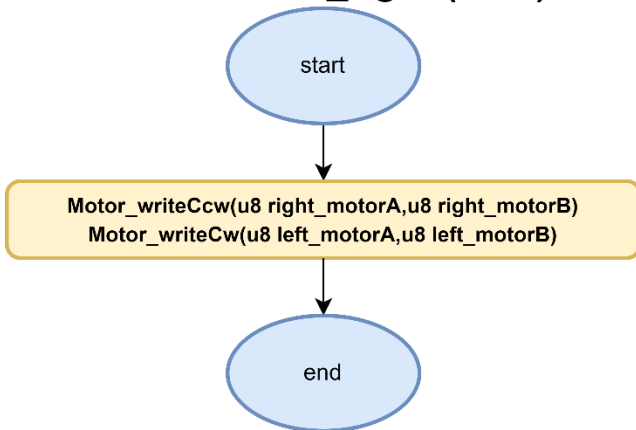 start
Motor_writeCcw(u8 right_motorA,u8 right_motorB)
Motor_writeCw(u8 left_motorA,u8 left_motorB)
end